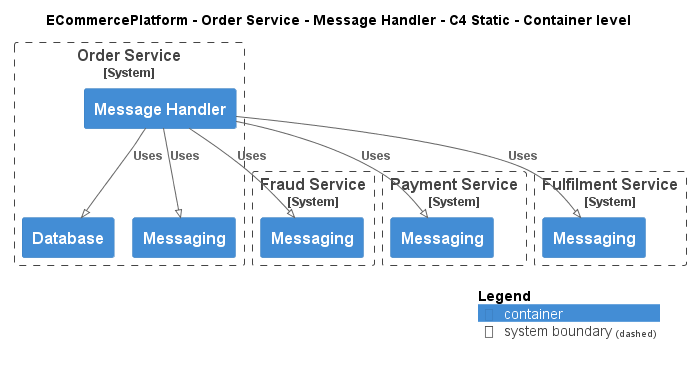 ECommercePlatform - Order Service - Message Handler - C4 Static - Container level
Order Service
[System]
Message Handler
Uses
Uses
Uses
Uses
Uses
Fraud Service
[System]
Payment Service
[System]
Fulfilment Service
[System]
Database
Messaging
Messaging
Messaging
Messaging
Legend
container
system boundary (dashed)